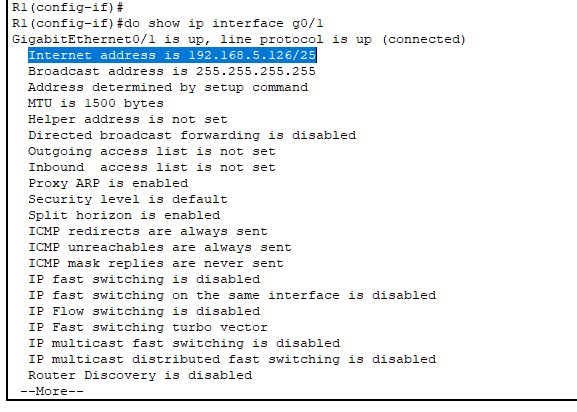 R1(config-if)#
R1(config-if)#do show ip interface g0/1
GigabitEthernet0/1 is up, line protocol is up (connected)
Internet address is 192.168.5.126/25
Broadcast address is 255.255.255.255
Address determined by setup command
MTU is 1500 bytes
Helper address is not set
Directed broadcast forwarding is disabled
Outgoing access list is not set
Inbound  access list is not set
Proxy ARP is enabled
Security level is default
Split horizon is enabled
ICMP redirects are always sent
ICMP unreachables are always sent
ICMP mask replies are never sent
IP fast switching is disabled
IP fast switching on the same interface is disabled
IP Flow switching is disabled
IP Fast switching turbo vector
IP multicast fast switching is disabled
IP multicast distributed fast switching is disabled
Router Discovery is disabled
--More--